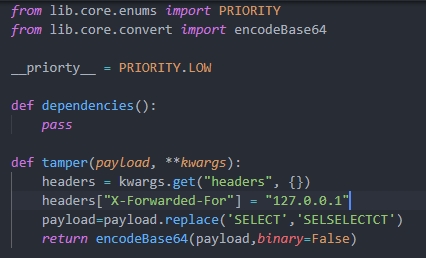 from lib.core.enums import PRIORITY
from lib.core.convert import encodeBase64
__priorty__ = PRIORITY.LOW
def dependencies():
pass
def tamper(payload, **kwargs):
headers = kwargs.get("headers", {})
headers["X-Forwarded-For"] = "127.0.0.1"
payload=payload.replace('SELECT','SELSELECTCT')
return encodeBase64(payload,binary=False)